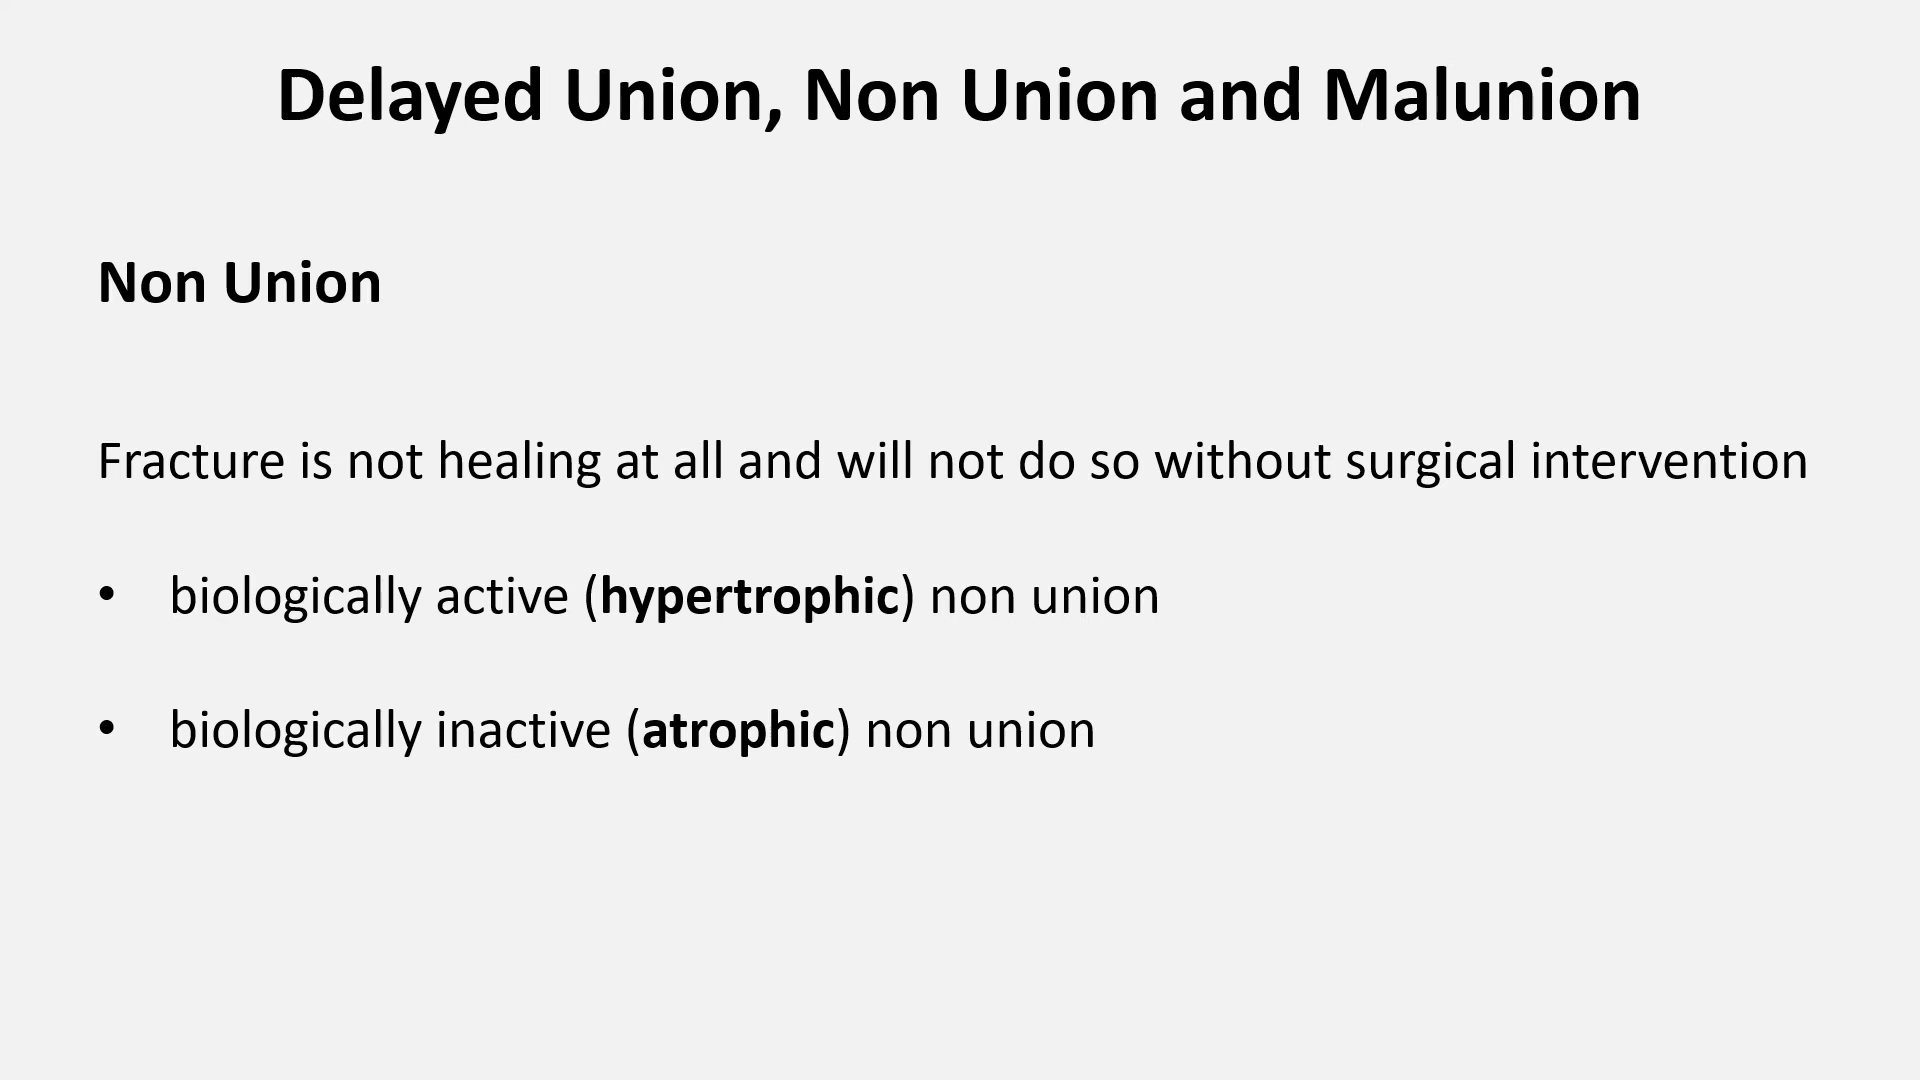 Delayed Union, Non Union and Malunion
Non Union
Fracture is not healing at all and will not do so without surgical intervention
• biologically active (hypertrophic) non union
• biologically inactive (atrophic) non union